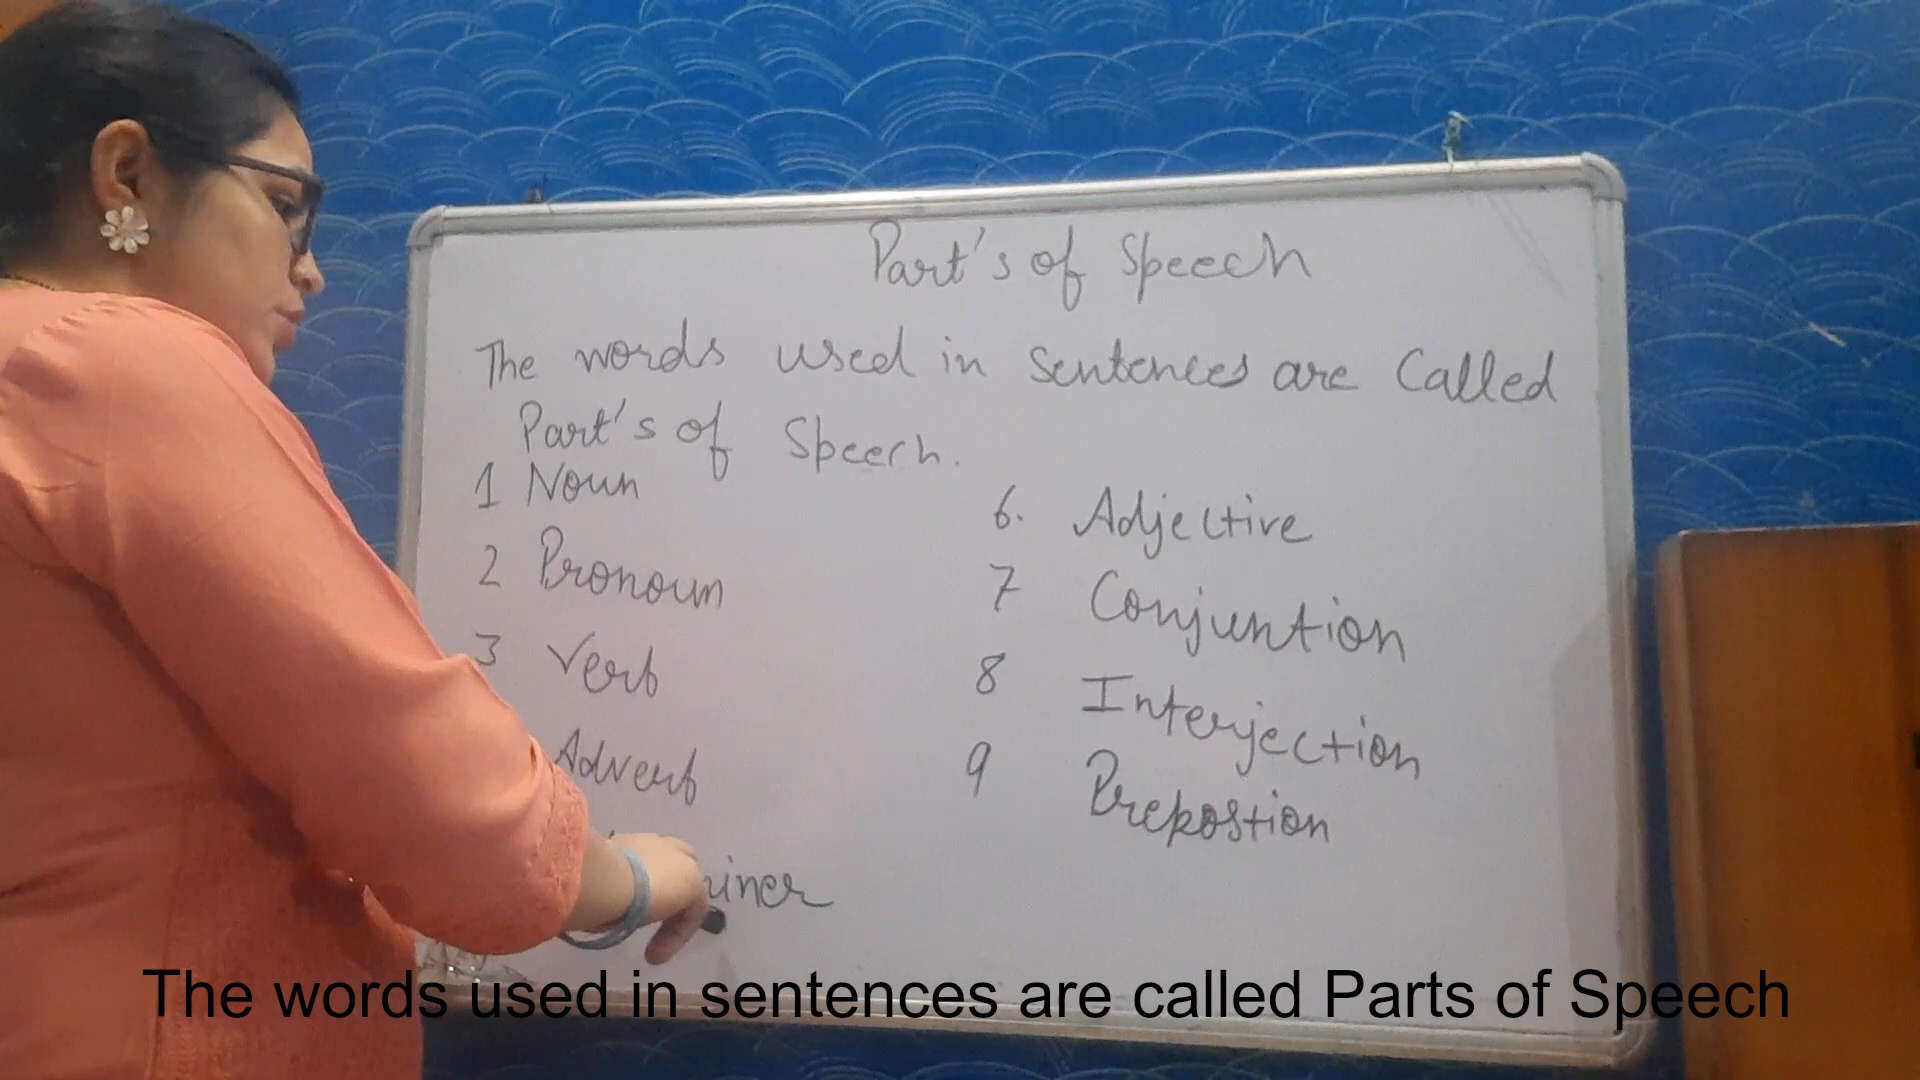 Part's of Speech
The words used in Sentences are Called
Part's of Speech.
1 Noun
2 Pronoun
3 Verb
Adverb
6. Adjective
7 Conjuntion
8 Interjection
9 Prepostion
The words used in sentences are called Parts of Speech